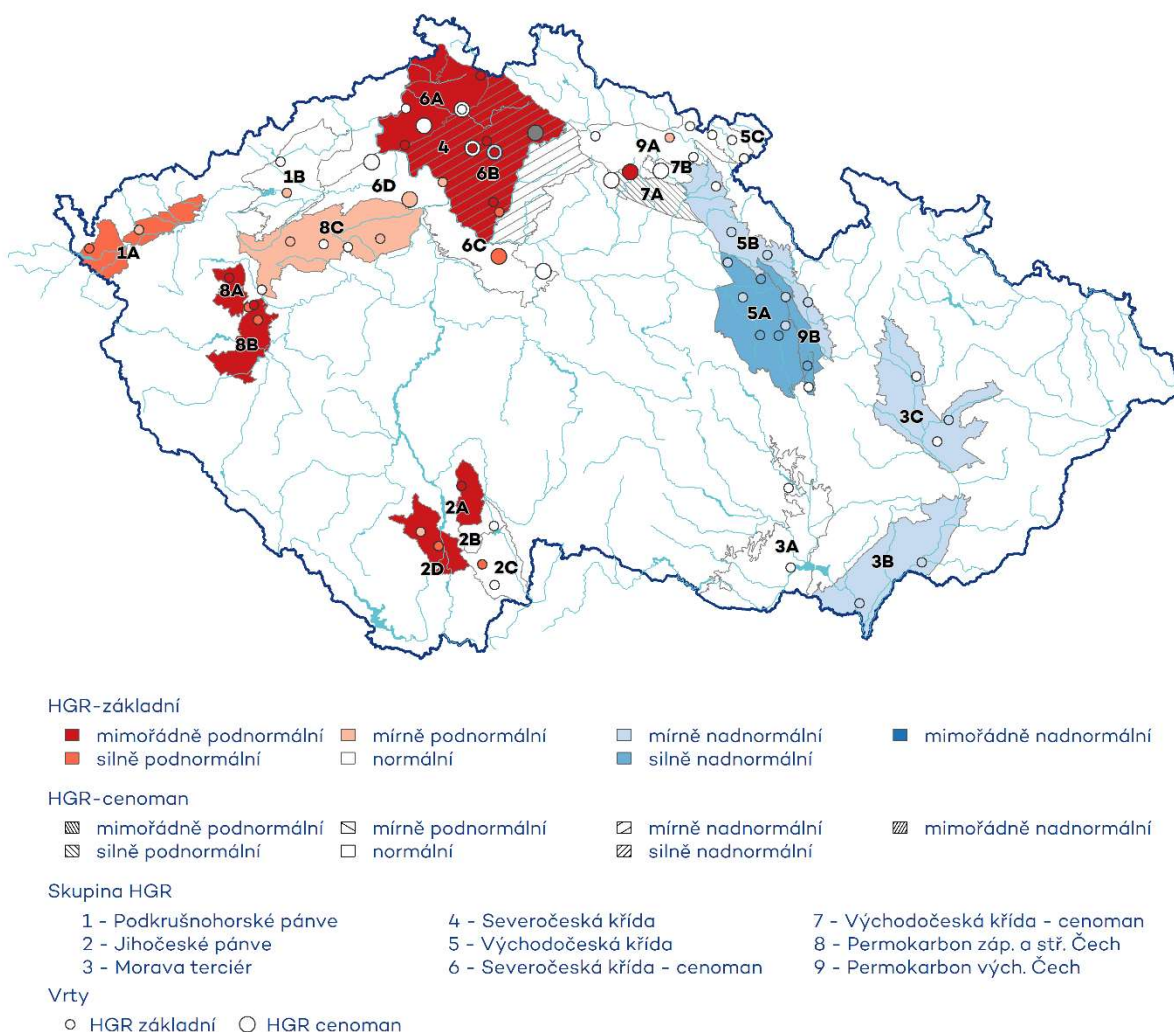 6A
5C
9A
4
7B
1B
6B
6D
7A
8C
6C
5B
1A
8A
5A
9B
8B
3C
2A
2B
3A
2D
2C
3B
HGR-základní
mimořádně podnormální mírně podnormální mírně nadnormální mimořádně nadnormální
silně podnormální normální silně nadnormální
HGR-cenoman
mimořádně podnormální mírně podnormální mírně nadnormální mimořádně nadnormální
silně podnormální normální silně nadnormální
Skupina HGR
1 - Podkrušnohorské pánve 4 - Severočeská křída 7 - Východočeská křída - cenoman
2 - Jihočeské pánve 5 - Východočeská křída 8 - Permokarbon záp. a stř. Čech
3 - Morava terciér 6 - Severočeská křída - cenoman 9 - Permokarbon vých. Čech
Vrty
HGR základní HGR cenoman